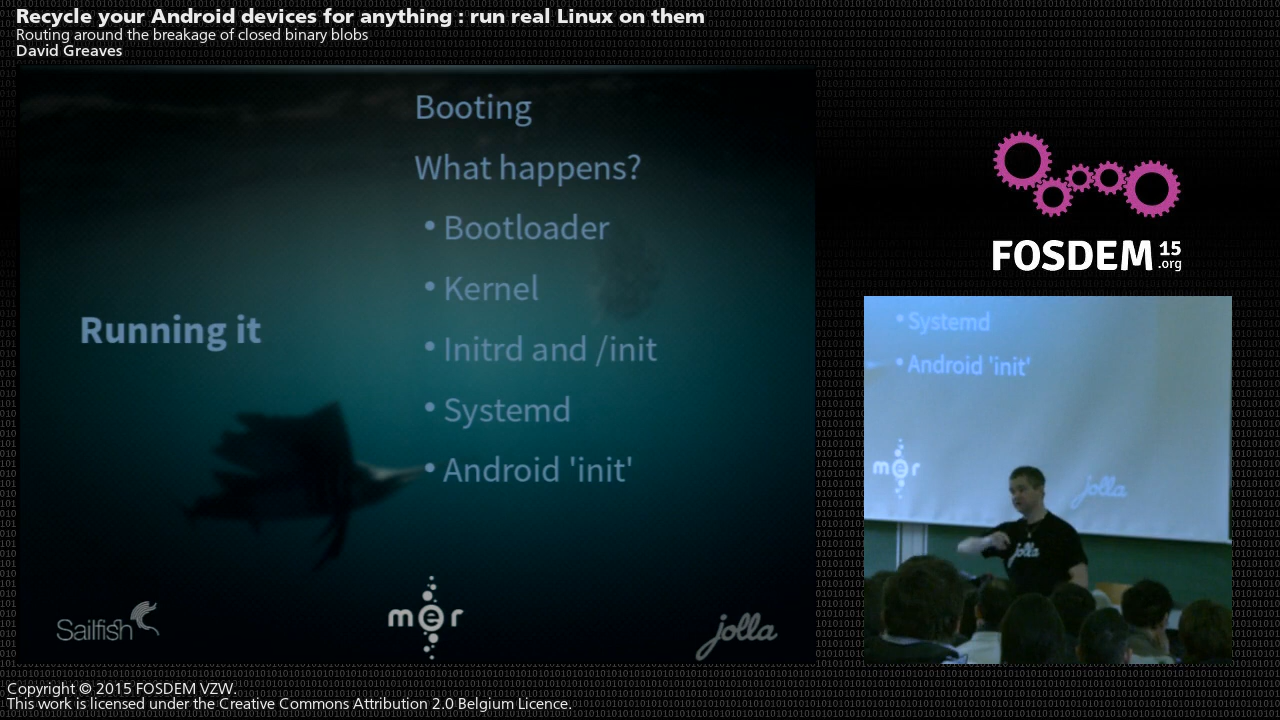 Recycle your Android devices for anything : run real Linux on them
Routing around the breakage of closed binary blobs
David Greaves
Booting
What happens?
• Bootloader
• Kernel
Running it
• Initrd and /init
• Systemd
• Android 'init'
Sailfish
mer
jolla
FOSDEM 15
.org
• Systemd
• Android 'init'
mer
jolla
jolla
Copyright © 2015 FOSDEM VZW.
This work is licensed under the Creative Commons Attribution 2.0 Belgium Licence.